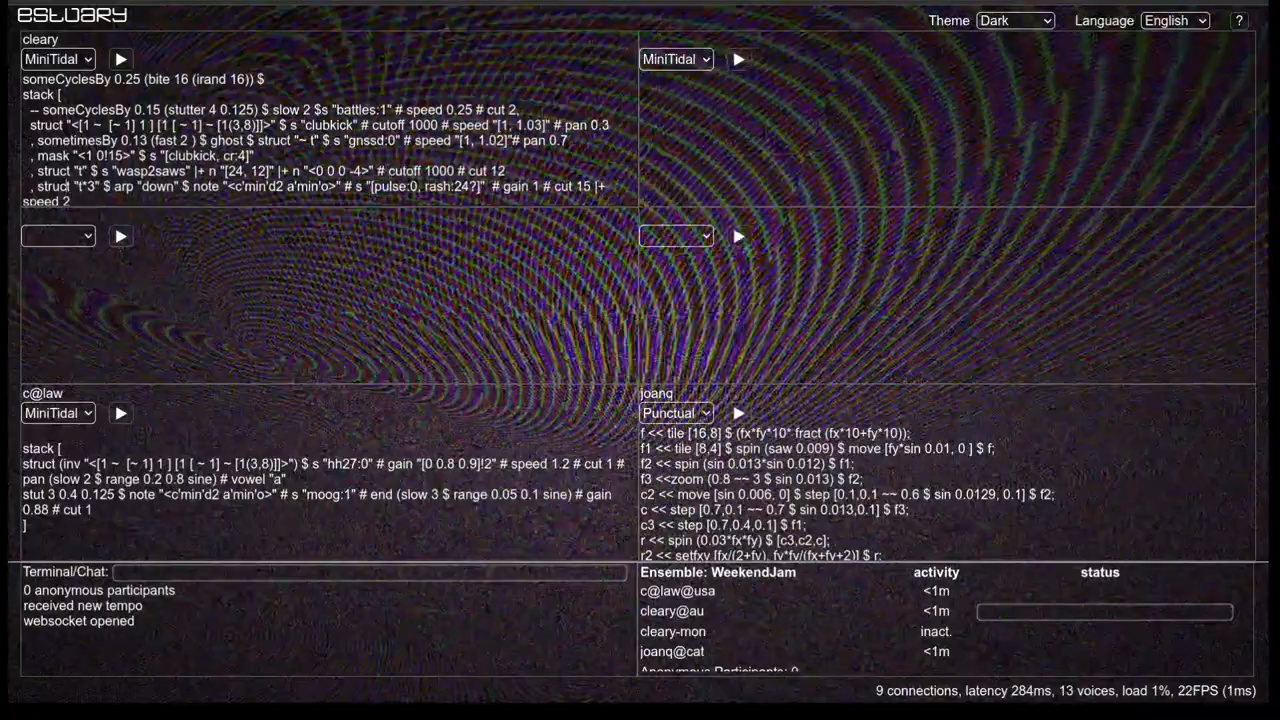 estuary
Theme Dark Language English ?
cleary
MiniTidal
someCyclesBy 0.25 (bite 16 (irand 16)) $
stack [
-- someCyclesBy 0.15 (stutter 4 0.125) $ slow 2 $s "battles:1" # speed 0.25 # cut 2,
struct "<[1 ~ [~ 1] 1 ] [1 [ ~ 1] ~ [1(3,8)]]>" $ s "clubkick" # cutoff 1000 # speed "[1, 1.03]" # pan 0.3
, sometimesBy 0.13 (fast 2 ) $ ghost $ struct "~ t" $ s "gnssd:0" # speed "[1, 1.02]"# pan 0.7
, mask "<1 0!15>" $ s "[clubkick, cr:4]"
, struct "t" $ s "wasp2saws" |+ n "[24, 12]" |+ n "<0 0 0 -4>" # cutoff 1000 # cut 12
, struct "t*3" $ arp "down" $ note "<c'min'd2 a'min'o>" # s "[pulse:0, rash:24?]" # gain 1 # cut 15 |+
speed 2
MiniTidal
c@law
MiniTidal
stack [
struct (inv "<[1 ~ [~ 1] 1 ] [1 [ ~ 1] ~ [1(3,8)]]>") $ s "hh27:0" # gain "[0 0.8 0.9]!2" # speed 1.2 # cut 1 #
pan (slow 2 $ range 0.2 0.8 sine) # vowel "a"
stut 3 0.4 0.125 $ note "<c'min'd2 a'min'o>" # s "moog:1" # end (slow 3 $ range 0.05 0.1 sine) # gain
0.88 # cut 1
]
joanq
Punctual
f << tile [16,8] $ (fx*fy*10* fract (fx*10+fy*10));
f1 << tile [8,4] $ spin (saw 0.009) $ move [fy*sin 0.01, 0 ] $ f;
f2 << spin (sin 0.013*sin 0.012) $ f1;
f3 <<zoom (0.8 ~~ 3 $ sin 0.013) $ f2;
c2 << move [sin 0.006, 0] $ step [0.1,0.1 ~~ 0.6 $ sin 0.0129, 0.1] $ f2;
c << step [0.7,0.1 ~~ 0.7 $ sin 0.013,0.1] $ f3;
c3 << step [0.7,0.4,0.1] $ f1;
r << spin (0.03*fx*fy) $ [c3,c2,c];
r2 << setfxy [fx/(2+fy), fy*fy/(fx+fy+2)] $ r;
Terminal/Chat:
0 anonymous participants
received new tempo
websocket opened
Ensemble: WeekendJam activity status
c@law@usa <1m
cleary@au <1m
cleary-mon inact.
joanq@cat <1m
Anonymous Participants: 0
9 connections, latency 284ms, 13 voices, load 1%, 22FPS (1ms)